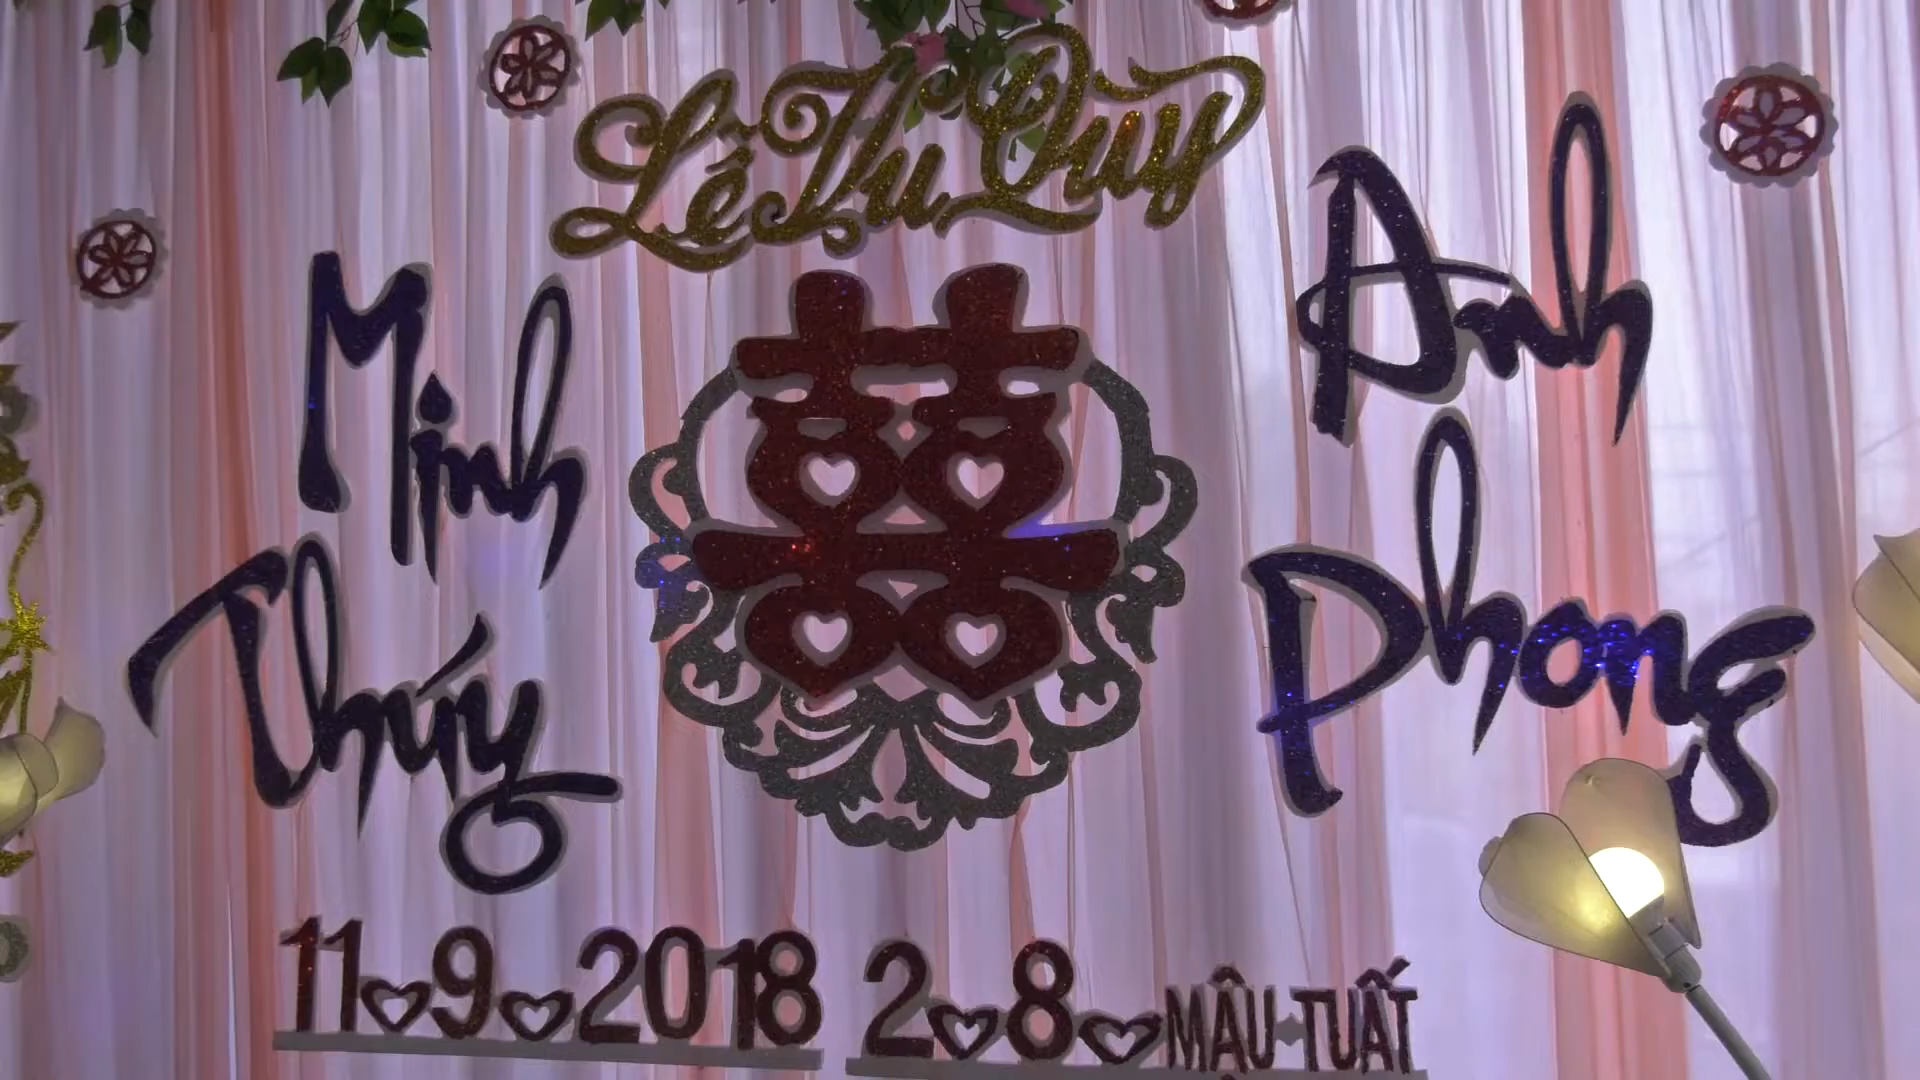 Lễ Vu Quy
Minh
Thúy
囍
Anh
Phong
11 9 2018
2 8 MẬU TUẤT